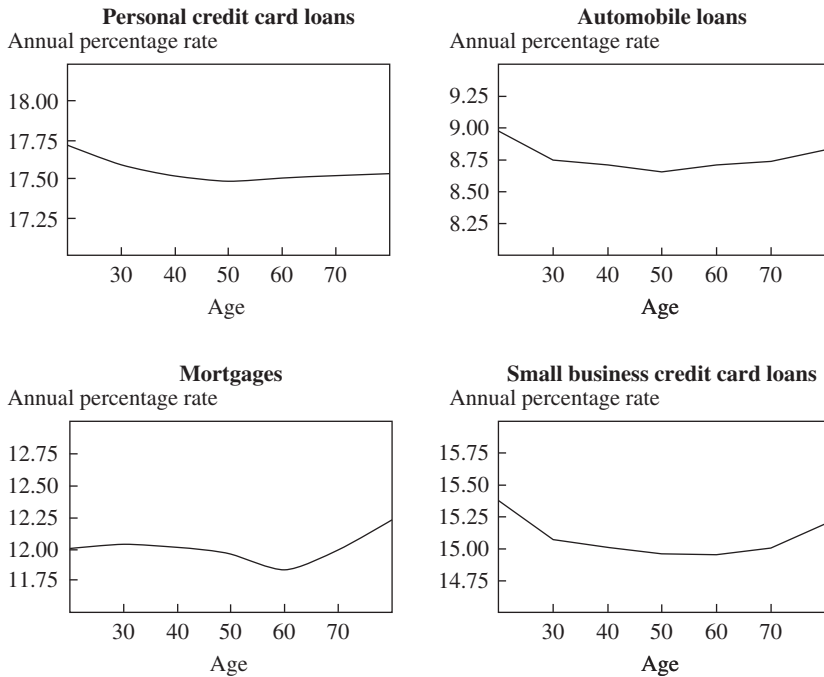 Personal credit card loans
Annual percentage rate
18.00
17.75
17.50
17.25
30 40 50 60 70
Age
Automobile loans
Annual percentage rate
9.25
9.00
8.75
8.50
8.25
30 40 50 60 70
Age
Mortgages
Annual percentage rate
12.75
12.50
12.25
12.00
11.75
30 40 50 60 70
Age
Small business credit card loans
Annual percentage rate
15.75
15.50
15.25
15.00
14.75
30 40 50 60 70
Age